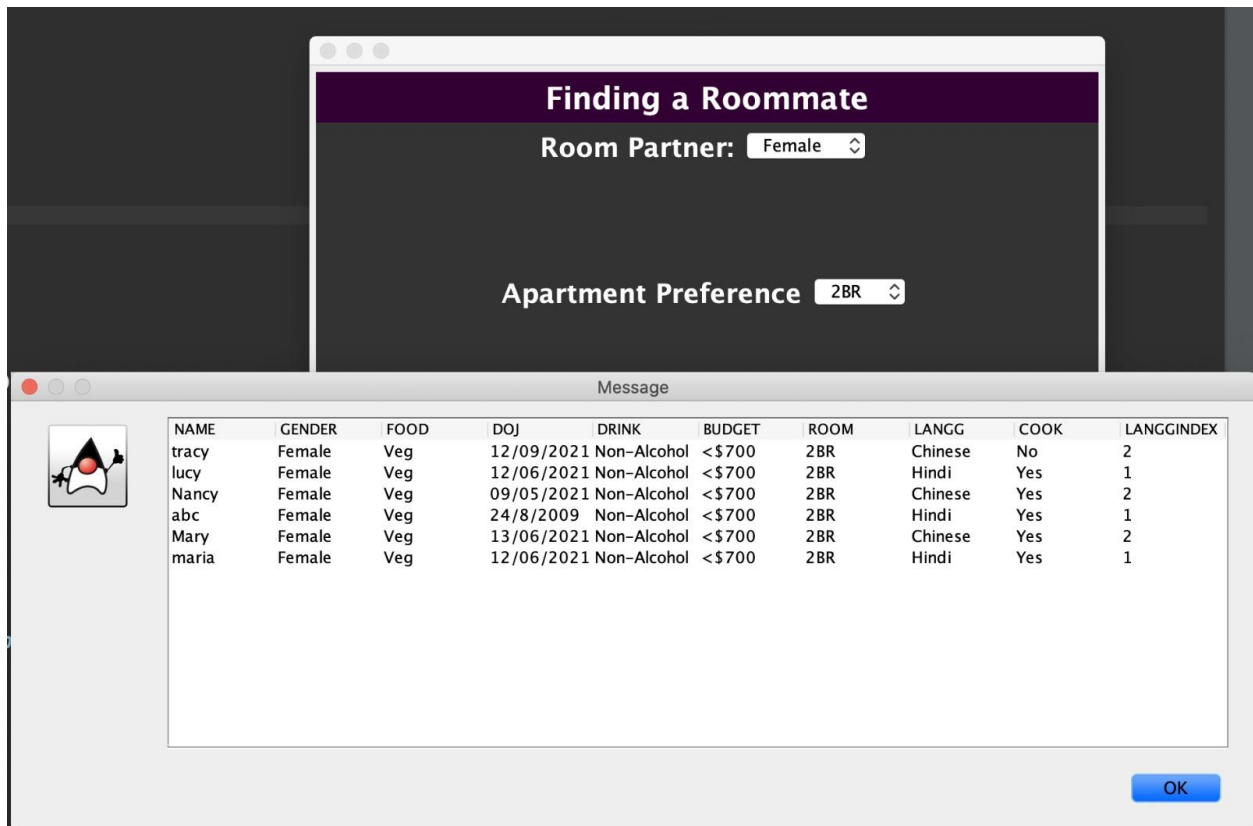 Finding a Roommate
Room Partner: Female
Apartment Preference 2BR
Message
NAME GENDER FOOD DOJ DRINK BUDGET ROOM LANGG COOK LANGGINDEX
tracy Female Veg 12/09/2021 Non-Alcohol <$700 2BR Chinese No 2
lucy Female Veg 12/06/2021 Non-Alcohol <$700 2BR Hindi Yes 1
Nancy Female Veg 09/05/2021 Non-Alcohol <$700 2BR Chinese Yes 2
abc Female Veg 24/8/2009 Non-Alcohol <$700 2BR Hindi Yes 1
Mary Female Veg 13/06/2021 Non-Alcohol <$700 2BR Chinese Yes 2
maria Female Veg 12/06/2021 Non-Alcohol <$700 2BR Hindi Yes 1
OK